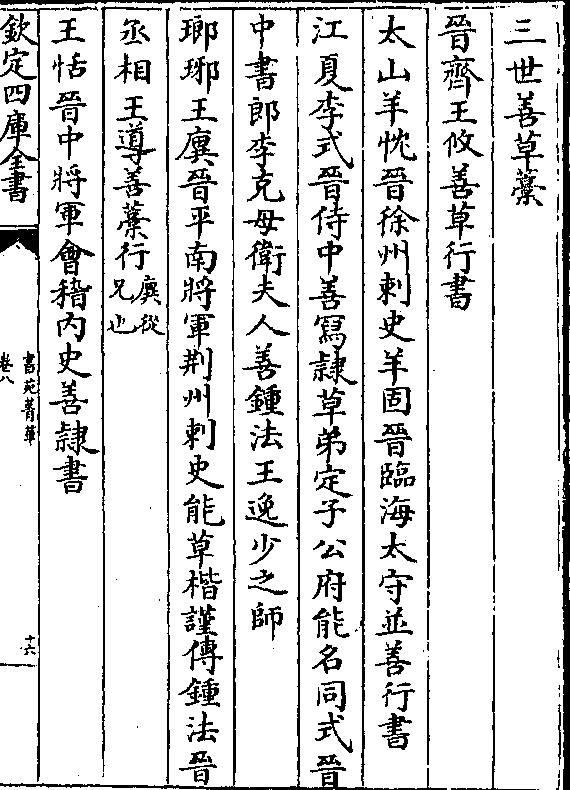 三世善草藁
晉齊王攸善草行書
太山羊忱晉徐州刺史羊固晉臨海太守並善行書
江夏李式晉侍中善寫隷草弟定子公府能名同式晉
中書郎李克母衛夫人善鍾法王逸少之師
瑯琊王廙晉平南將軍荆州刺史能草楷謹傳鍾法晉
丞相王導善藁行廙從兄也
王恬晉中將軍會稽内史善隷書
欽定四庫全書
書苑菁華
卷八
十六